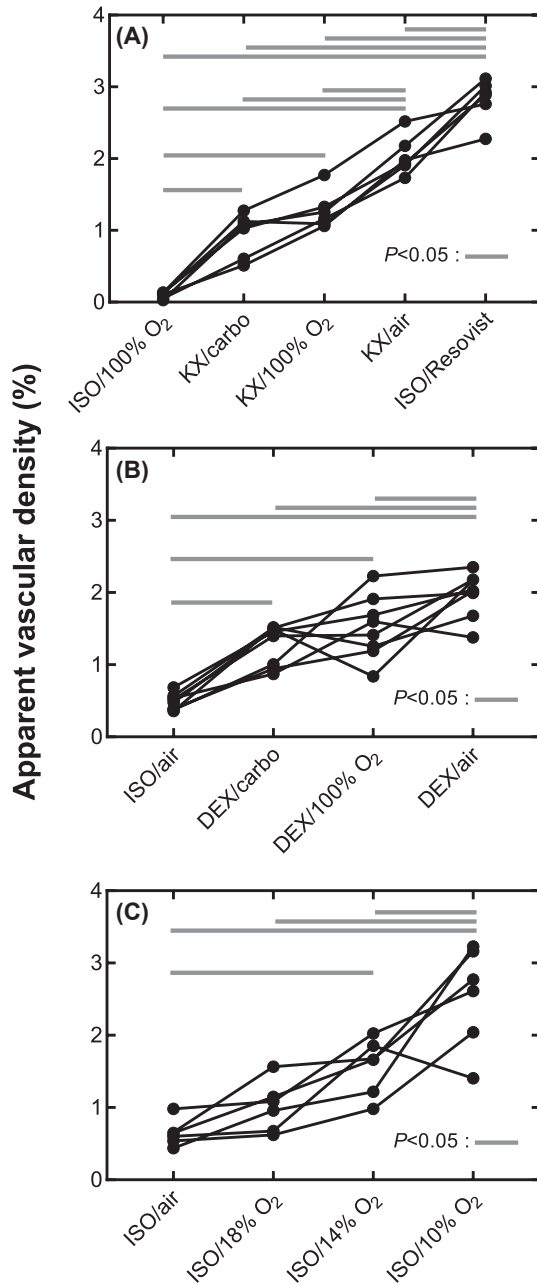 Apparent vascular density (%)
(A)
4
3
2
1
0
P<0.05 :
ISO/100% O2
KX/carbo
KX/100% O2
KX/air
ISO/Resovist
(B)
4
3
2
1
0
P<0.05 :
ISO/air
DEX/carbo
DEX/100% O2
DEX/air
(C)
4
3
2
1
0
P<0.05 :
ISO/air
ISO/18% O2
ISO/14% O2
ISO/10% O2